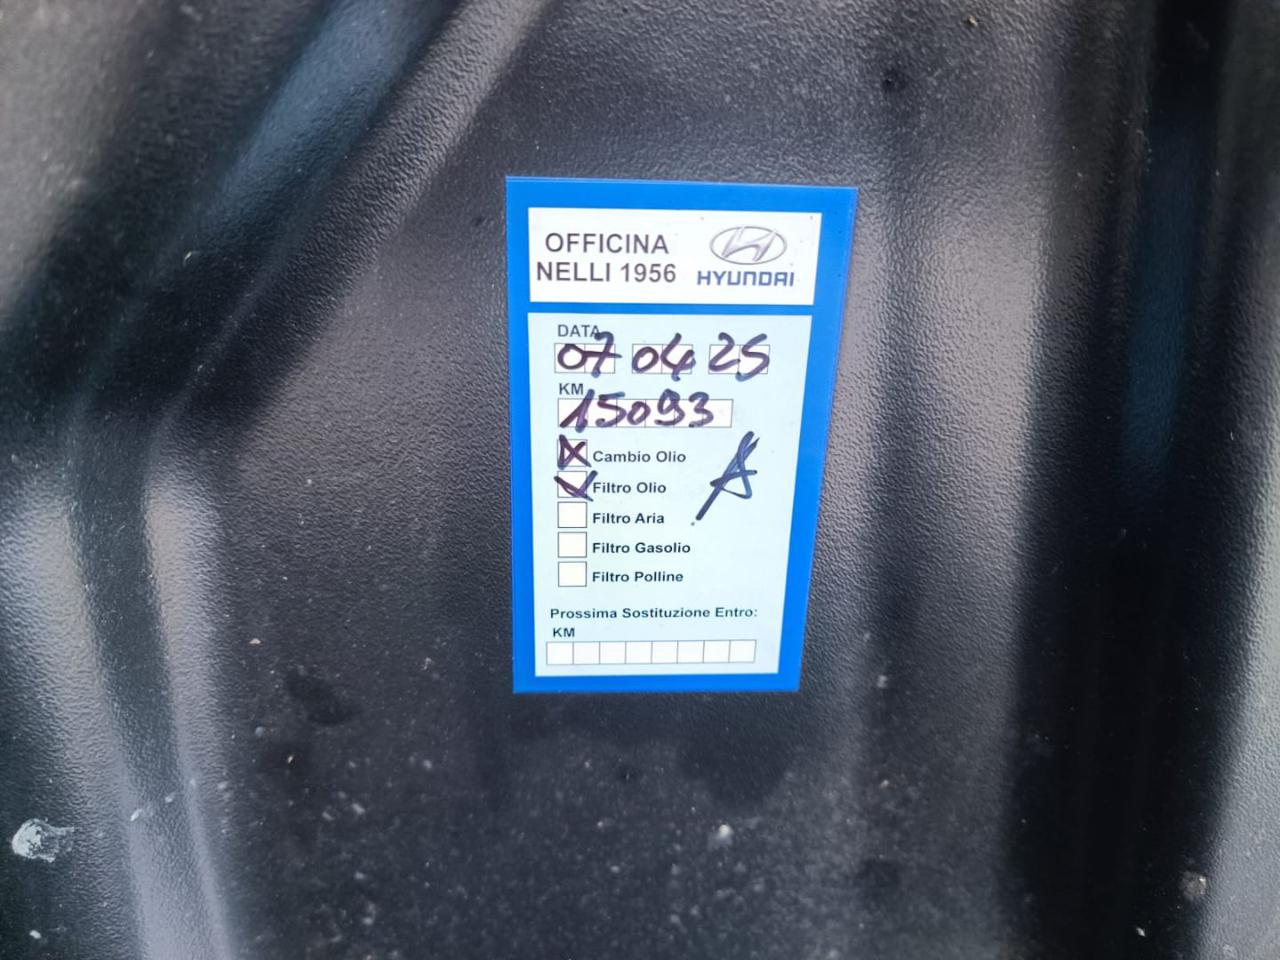 OFFICINA
NELLI 1956
HYUNDAI
DATA
07 04 25
KM
15093
Cambio Olio
Filtro Olio
Filtro Aria
Filtro Gasolio
Filtro Polline
Prossima Sostituzione Entro:
KM